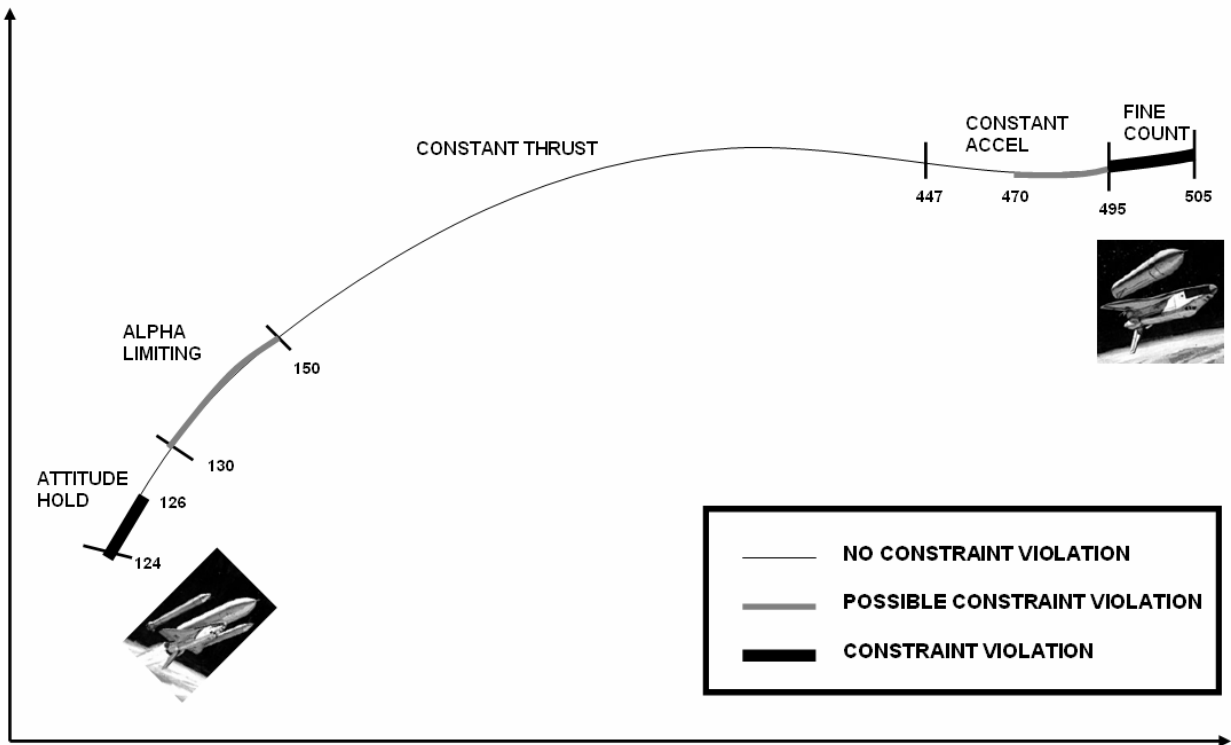 FINE
COUNT
CONSTANT
ACCEL
CONSTANT THRUST
447
470
495
505
ALPHA
LIMITING
150
130
ATTITUDE
HOLD
126
124
NO CONSTRAINT VIOLATION
POSSIBLE CONSTRAINT VIOLATION
CONSTRAINT VIOLATION